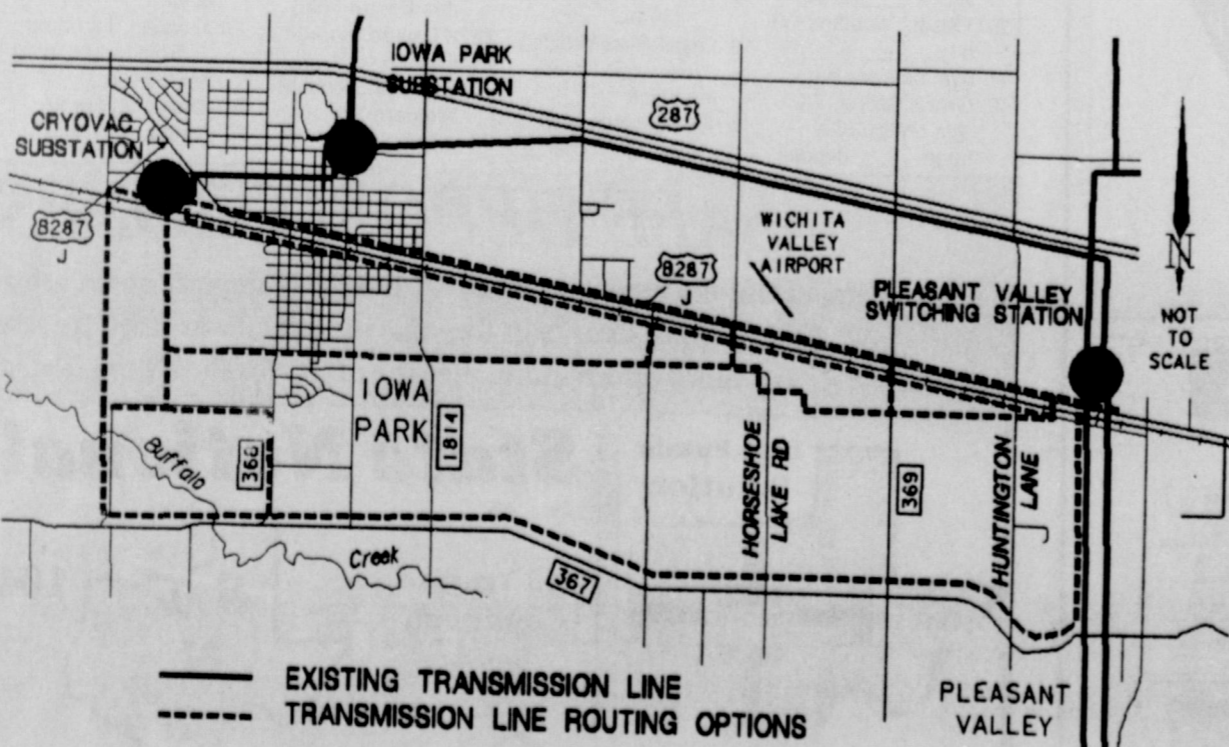 IOWA PARK
SUBSTATION
CRYOVAC
SUBSTATION
287
B287
J
WICHITA
VALLEY
AIRPORT
B287
J
PLEASANT VALLEY
SWITCHING STATION
N
NOT
TO
SCALE
IOWA
PARK
1814
368
Buffalo
Creek
367
HORSESHOE
LAKE RD
369
HUNTINGTON
LANE
EXISTING TRANSMISSION LINE
TRANSMISSION LINE ROUTING OPTIONS
PLEASANT
VALLEY